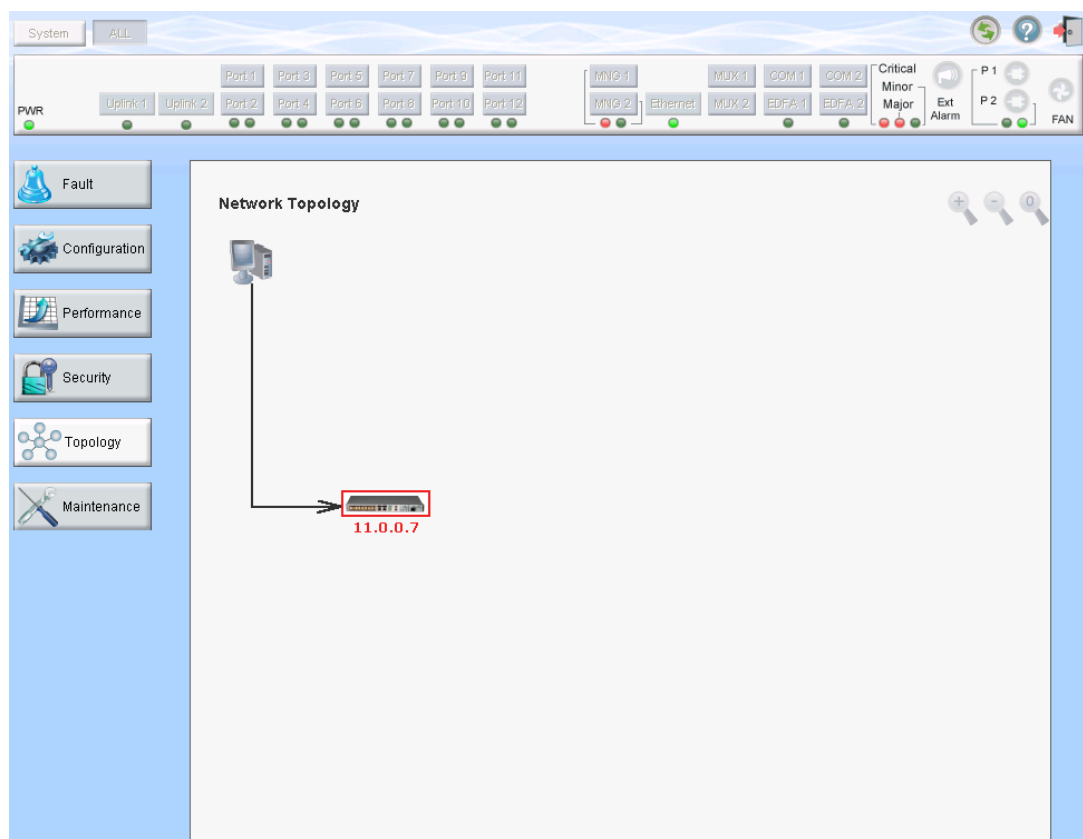 System ALL
Port 1 Port 3 Port 5 Port 7 Port 9 Port 11 MNG 1 MUX 1 COM 1 COM 2 Critical P 1
Minor
PWR Uplink 1 Uplink 2 Port 2 Port 4 Port 6 Port 8 Port 10 Port 12 MNG 2 Ethernet MUX 2 EDFA 1 EDFA 2 Major Ext P 2
Alarm FAN
Fault
Network Topology
Configuration
Performance
Security
Topology
Maintenance
11.0.0.7